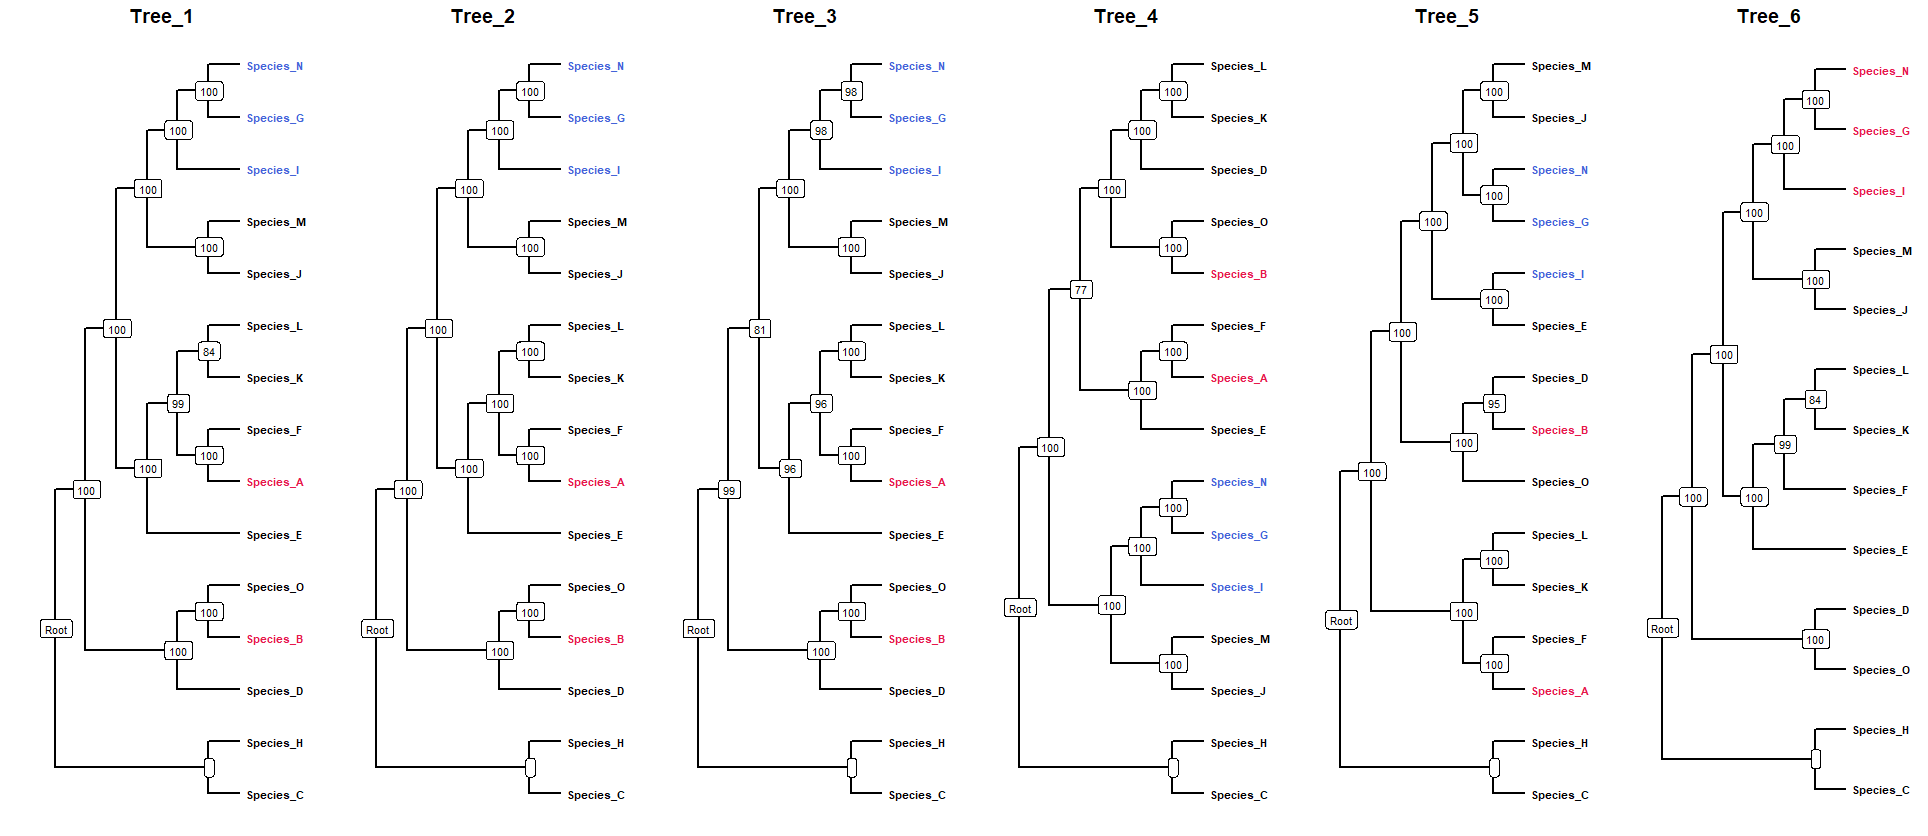 Tree_1
Species_N
100
Species_G
100
Species_I
100
Species_M
100
Species_J
100
Species_L
84
Species_K
99
Species_F
100
Species_A
100
Species_E
100
Species_O
100
Species_B
Root
100
Species_D
Species_H
Species_C
Tree_2
Species_N
100
Species_G
100
Species_I
100
Species_M
100
Species_J
100
Species_L
100
Species_K
100
Species_F
100
Species_A
100
Species_E
100
Species_O
100
Species_B
Root
100
Species_D
Species_H
Species_C
Tree_3
Species_N
98
Species_G
98
Species_I
100
Species_M
100
Species_J
81
Species_L
100
Species_K
96
Species_F
100
Species_A
96
Species_E
99
Species_O
100
Species_B
Root
100
Species_D
Species_H
Species_C
Tree_4
Species_L
100
Species_K
100
Species_D
100
Species_O
100
Species_B
77
Species_F
100
Species_A
100
Species_E
100
Species_N
100
Species_G
100
Species_I
100
Root
Species_M
100
Species_J
Species_H
Species_C
Tree_5
Species_M
100
Species_J
100
Species_N
100
Species_G
100
Species_I
100
Species_E
100
Species_D
95
Species_B
100
Species_O
100
Species_L
100
Species_K
100
Root
Species_F
100
Species_A
Species_H
Species_C
Tree_6
Species_N
100
Species_G
100
Species_I
100
Species_M
100
Species_J
100
Species_L
84
Species_K
99
Species_F
100
100
Species_E
Species_D
Root
100
Species_O
Species_H
Species_C